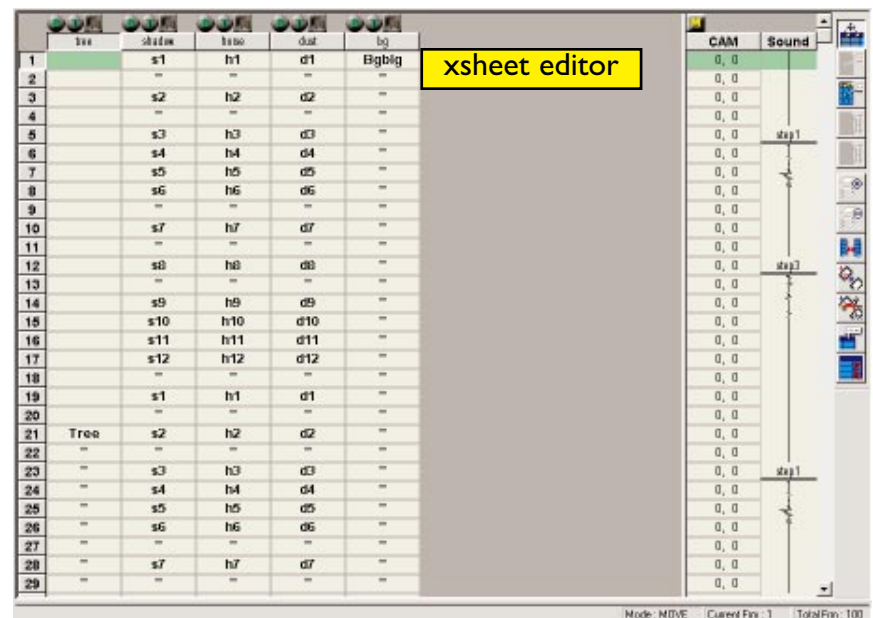 tree shadow horse dust bg CAM Sound
xsheet editor
1 s1 h1 d1 Bgbig 0, 0
2 " " " " 0, 0
3 s2 h2 d2 " 0, 0
4 " " " " 0, 0
5 s3 h3 d3 " 0, 0 step1
6 s4 h4 d4 " 0, 0
7 s5 h5 d5 " 0, 0
8 s6 h6 d6 " 0, 0
9 " " " " 0, 0
10 s7 h7 d7 " 0, 0
11 " " " " 0, 0
12 s8 h8 d8 " 0, 0 step3
13 " " " " 0, 0
14 s9 h9 d9 " 0, 0
15 s10 h10 d10 " 0, 0
16 s11 h11 d11 " 0, 0
17 s12 h12 d12 " 0, 0
18 " " " " 0, 0
19 s1 h1 d1 " 0, 0
20 " " " " 0, 0
21 Tree s2 h2 d2 " 0, 0
22 " " " " " 0, 0
23 " s3 h3 d3 " 0, 0 step1
24 " s4 h4 d4 " 0, 0
25 " s5 h5 d5 " 0, 0
26 " s6 h6 d6 " 0, 0
27 " " " " " 0, 0
28 " s7 h7 d7 " 0, 0
29 " " " " " 0, 0
Mode : MOVE Current Frm : 1 Total Frm : 100